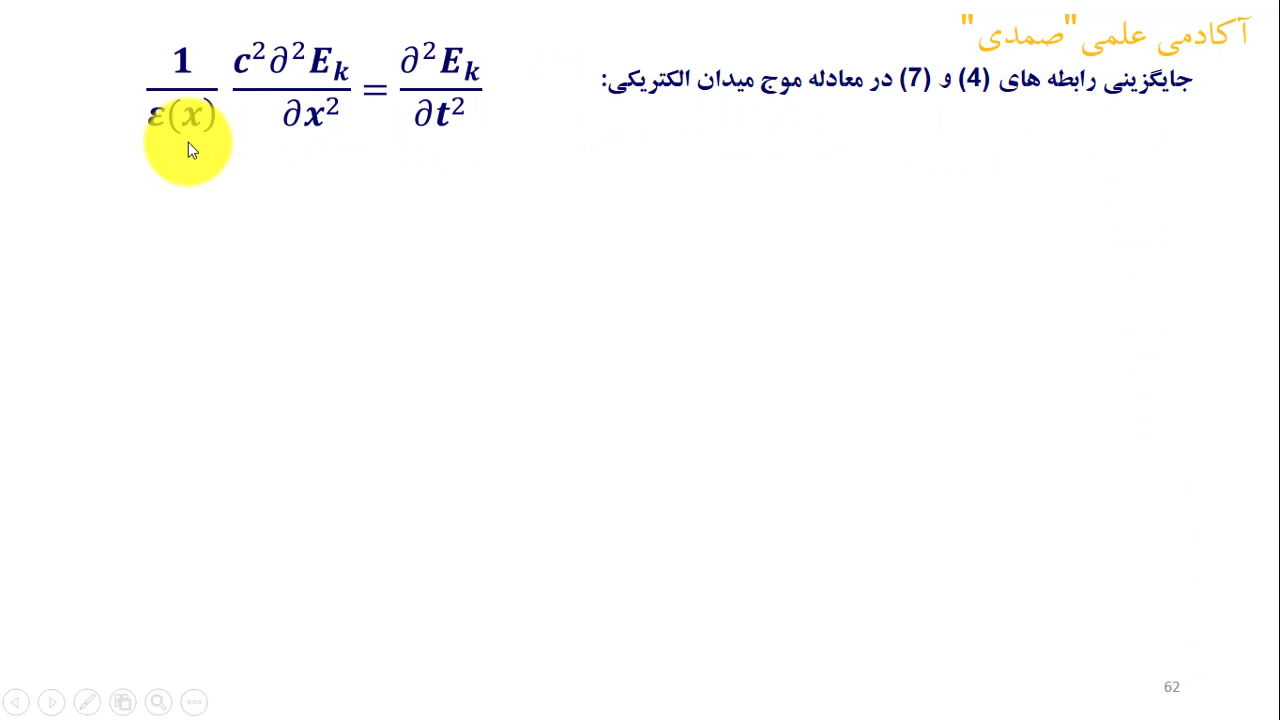 آکادمی علمی"صمدی"
جایگزینی رابطه های (4) و (7) در معادله موج میدان الکتریکی:
1/ε(x) c²∂²E_k/∂x² = ∂²E_k/∂t²
62